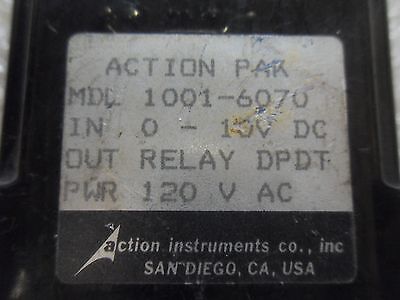 ACTION PAK
MDL 1001-6070
IN 0 - 10V DC
OUT RELAY DPDT
PWR 120 V AC
action instruments co., inc
SAN DIEGO, CA, USA